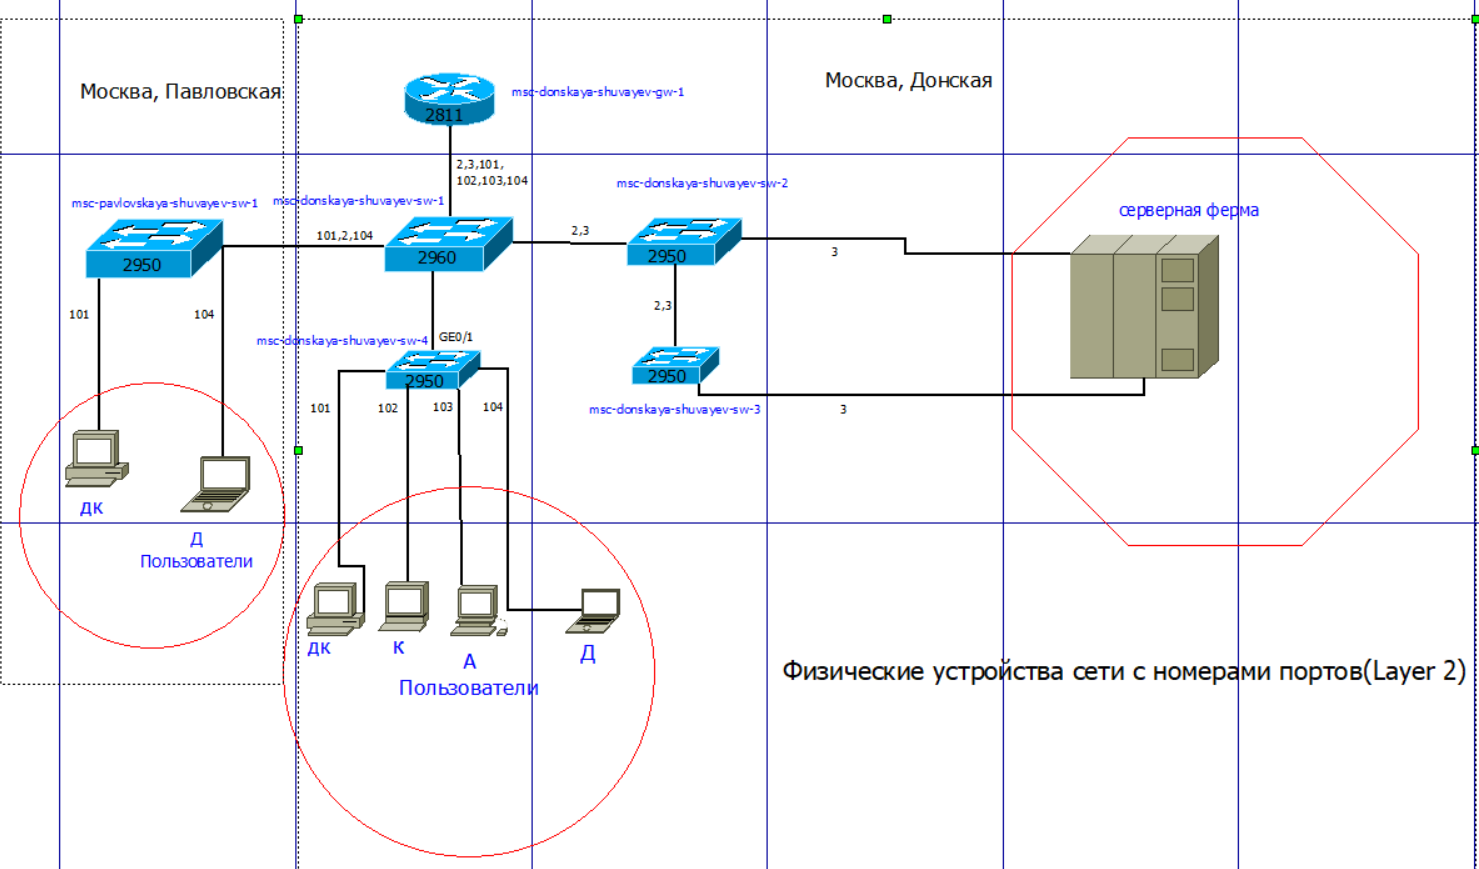 Москва, Павловская
Москва, Донская
msc-donskaya-shuvayev-gw-1
2811
2,3,101,
102,103,104
msc-pavlovskaya-shuvayev-sw-1
msc-donskaya-shuvayev-sw-1
msc-donskaya-shuvayev-sw-2
серверная ферма
101,2,104
2,3
3
2950
2960
2950
101
104
2,3
msc-donskaya-shuvayev-sw-4
GE0/1
2950
2950
101
102
103
104
msc-donskaya-shuvayev-sw-3
3
дк
Д
Пользователи
дк
к
А
Д
Пользователи
Физические устройства сети с номерами портов(Layer 2)